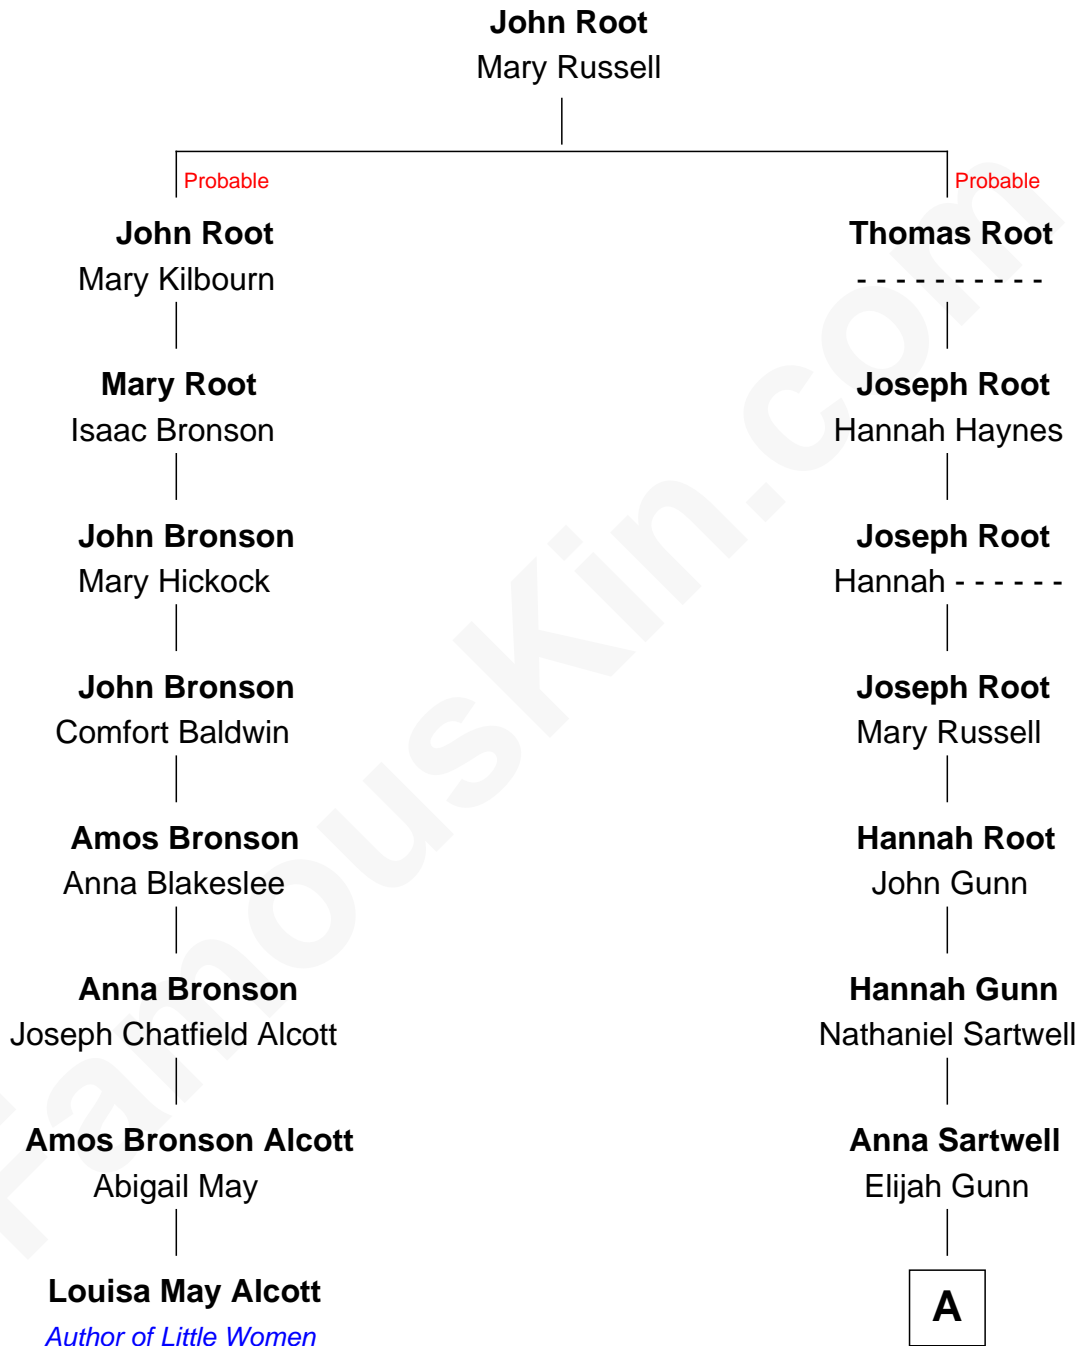 John Root
Mary Russell
Probable
Probable
John Root
Thomas Root
Mary Kilbourn
- - - - - - - - - -
Mary Root
Joseph Root
Isaac Bronson
Hannah Haynes
John Bronson
Joseph Root
Mary Hickock
Hannah - - - - - -
John Bronson
Joseph Root
Comfort Baldwin
Mary Russell
Amos Bronson
Hannah Root
Anna Blakeslee
John Gunn
Anna Bronson
Hannah Gunn
Joseph Chatfield Alcott
Nathaniel Sartwell
Amos Bronson Alcott
Anna Sartwell
Abigail May
Elijah Gunn
Louisa May Alcott
A
Author of Little Women
FamousKin.com